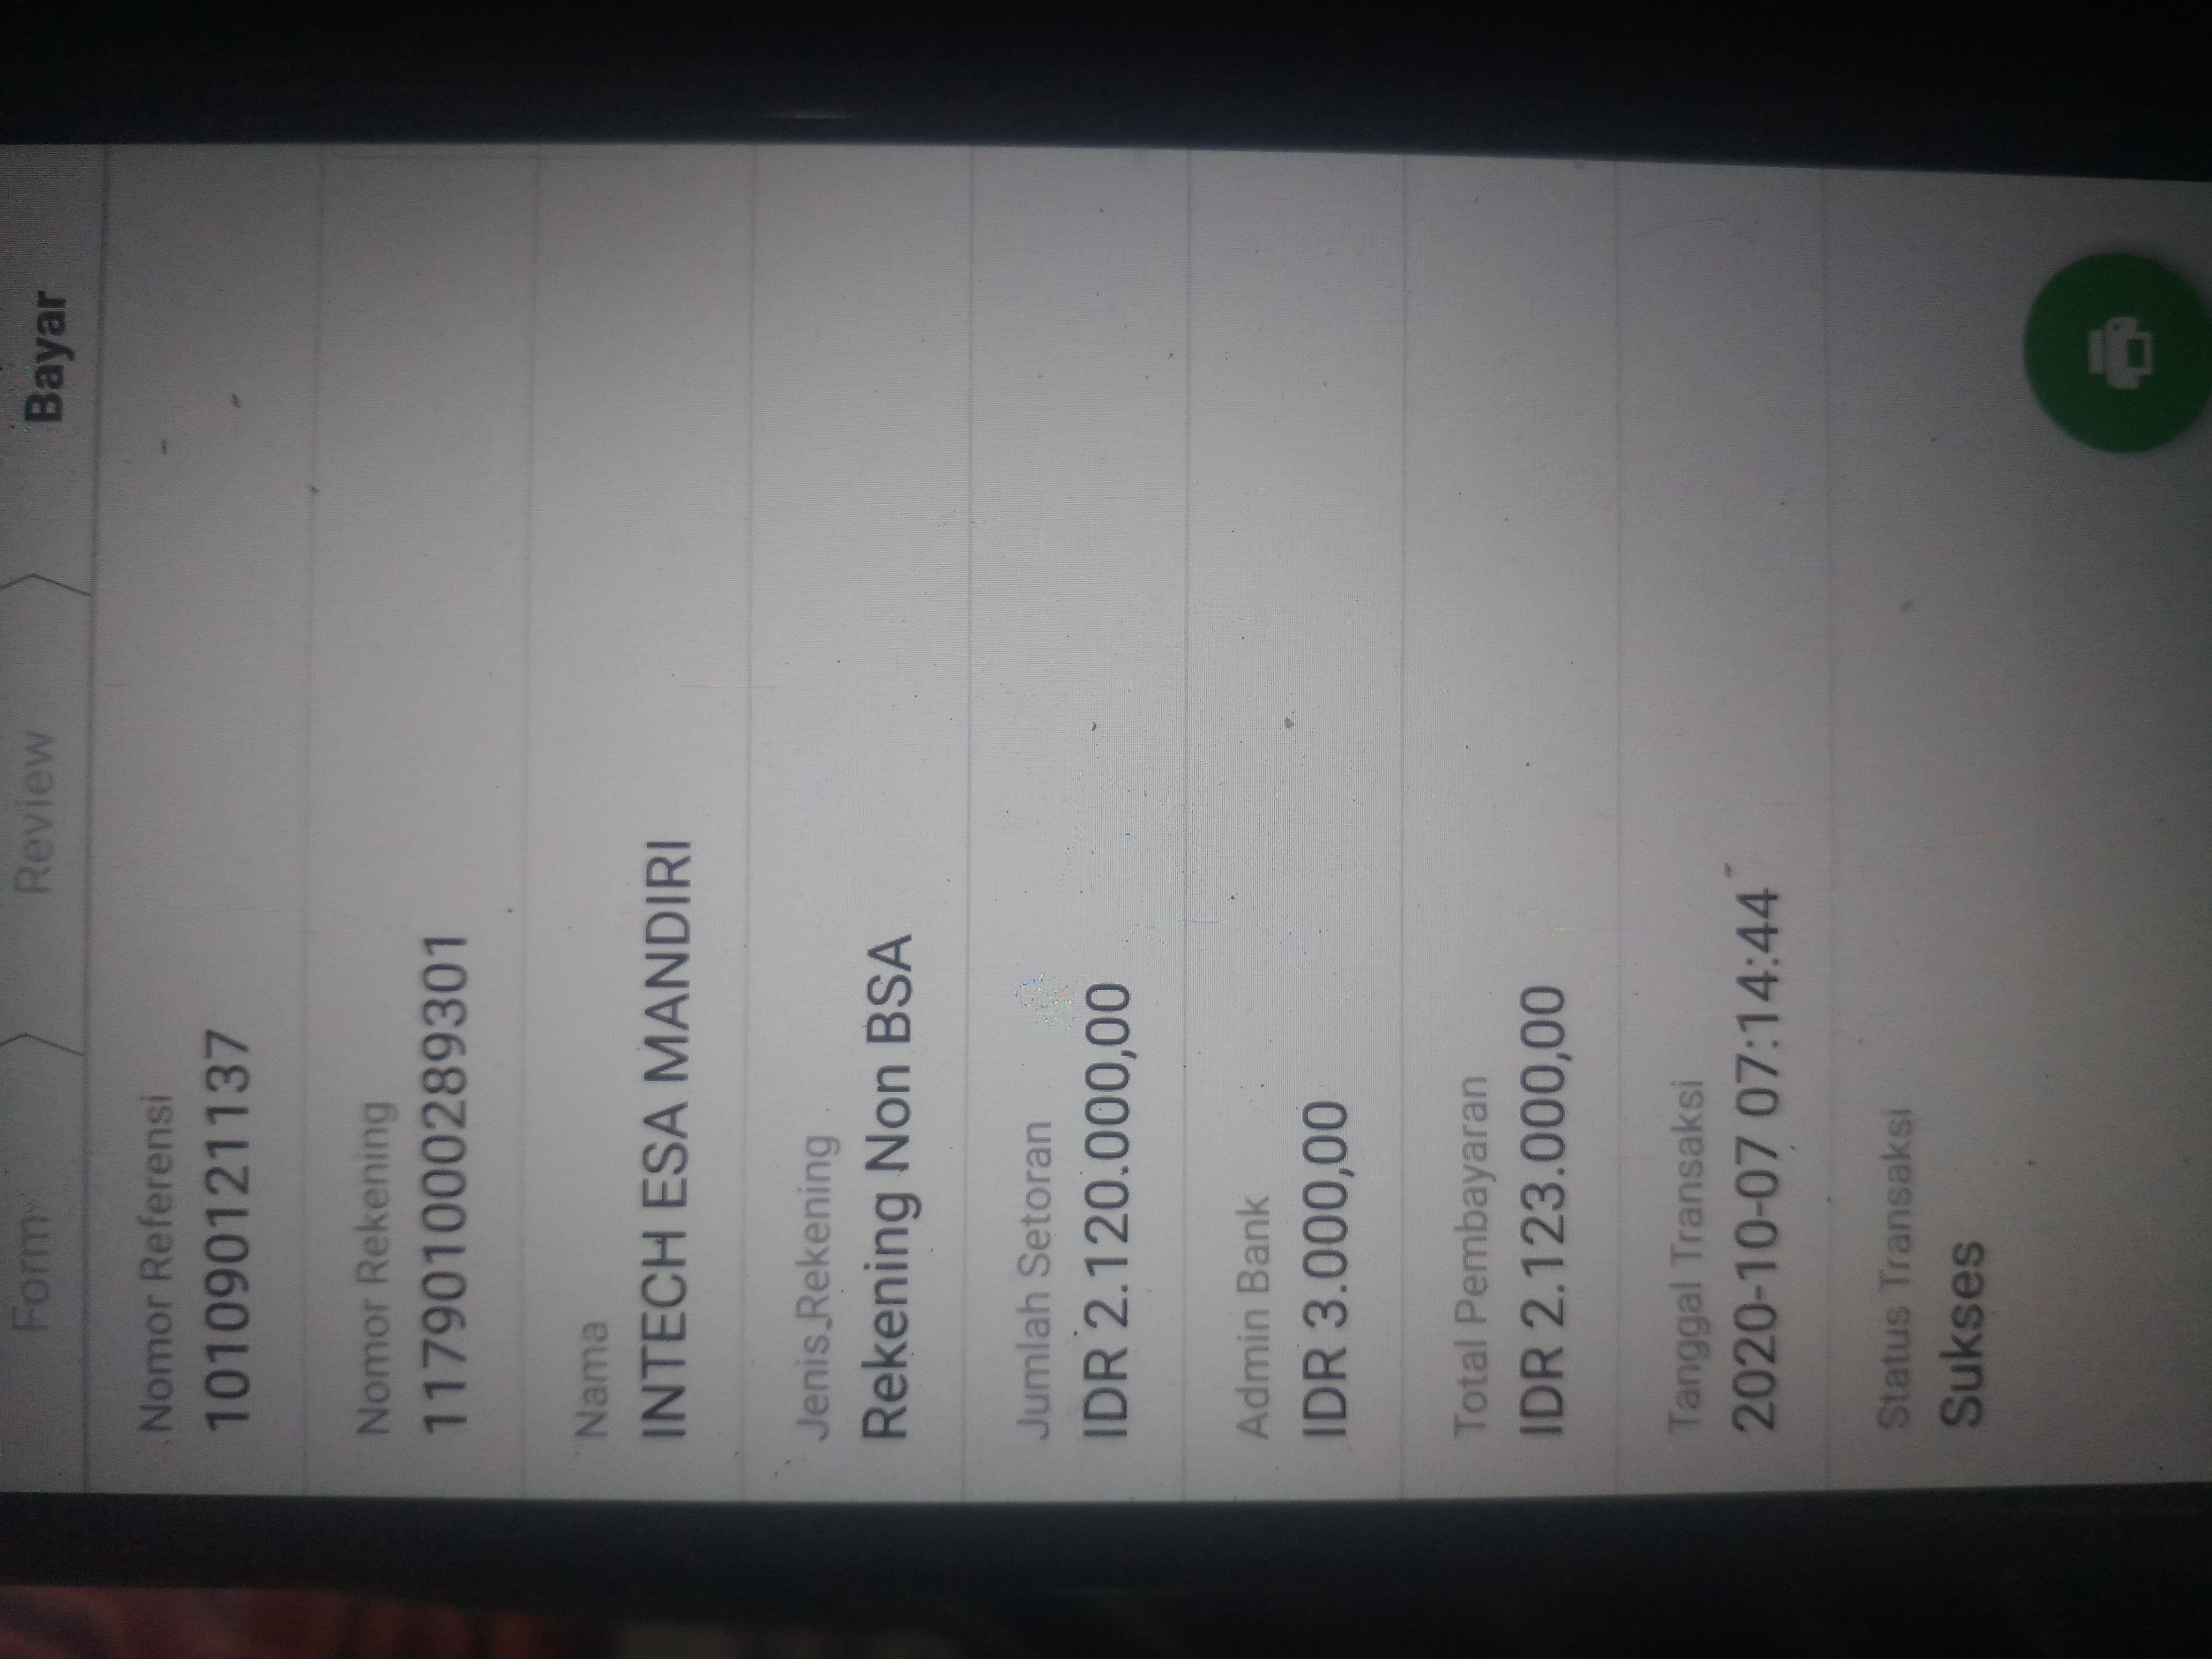 Form
Review
Bayar
Nomor Referensi
101090121137
Nomor Rekening
117901000289301
Nama
INTECH ESA MANDIRI
Jenis Rekening
Rekening Non BSA
Jumlah Setoran
IDR 2.120.000,00
Admin Bank
IDR 3.000,00
Total Pembayaran
IDR 2.123.000,00
Tanggal Transaksi
2020-10-07 07:14:44
Status Transaksi
Sukses